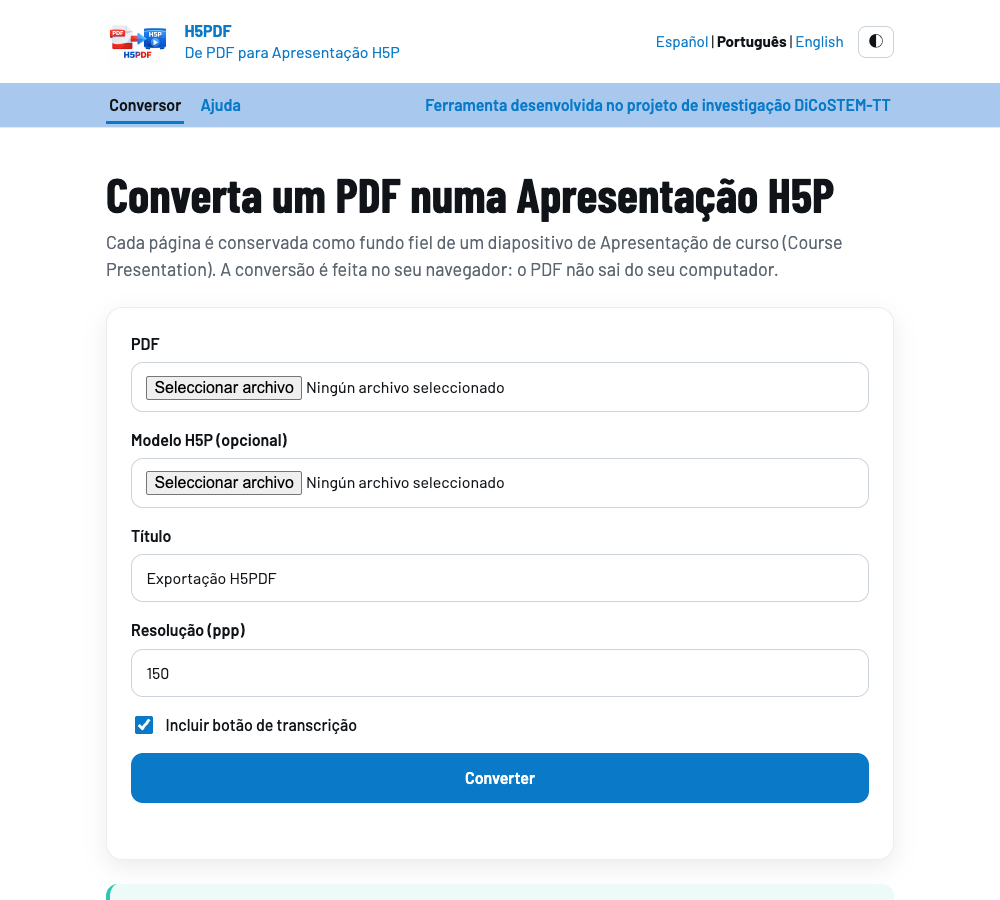 PDF
H5P
H5PDF
H5PDF
De PDF para Apresentação H5P
Español | Português | English
Conversor
Ajuda
Ferramenta desenvolvida no projeto de investigação DiCoSTEM-TT
Converta um PDF numa Apresentação H5P
Cada página é conservada como fundo fiel de um diapositivo de Apresentação de curso (Course
Presentation). A conversão é feita no seu navegador: o PDF não sai do seu computador.
PDF
Seleccionar archivo Ningún archivo seleccionado
Modelo H5P (opcional)
Seleccionar archivo Ningún archivo seleccionado
Título
Exportação H5PDF
Resolução (ppp)
150
Incluir botão de transcrição
Converter